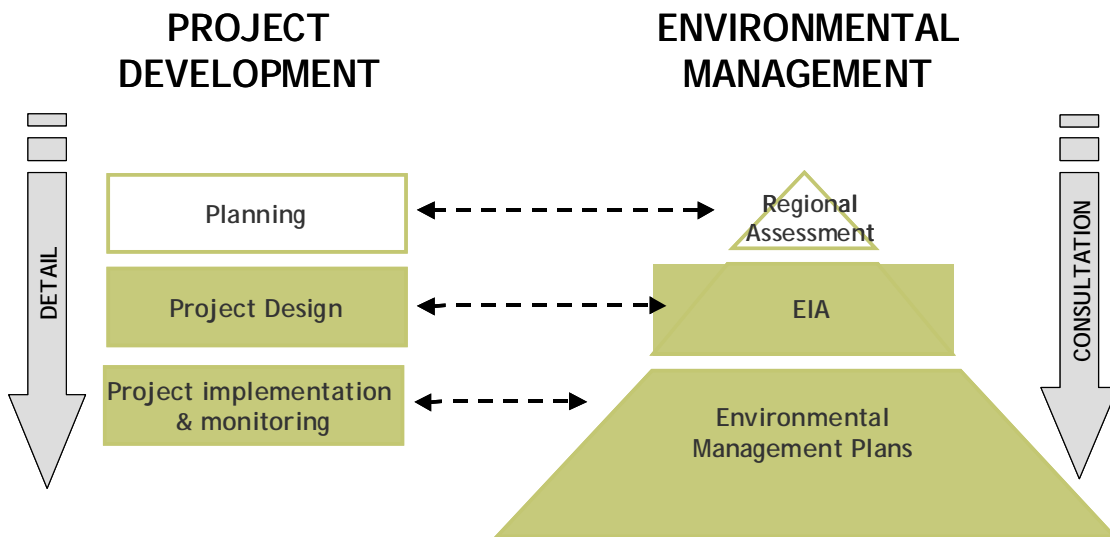 PROJECT
DEVELOPMENT
ENVIRONMENTAL
MANAGEMENT
DETAIL
Planning
Regional
Assessment
Project Design
EIA
Project implementation
& monitoring
Environmental
Management Plans
CONSULTATION